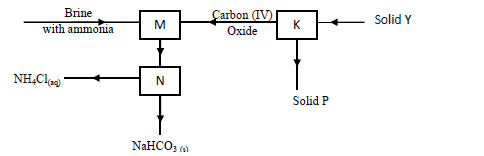 Brine
with ammonia
M
Carbon (IV)
Oxide
K
Solid Y
NH₄Cl(aq)
N
Solid P
NaHCO₃ (s)